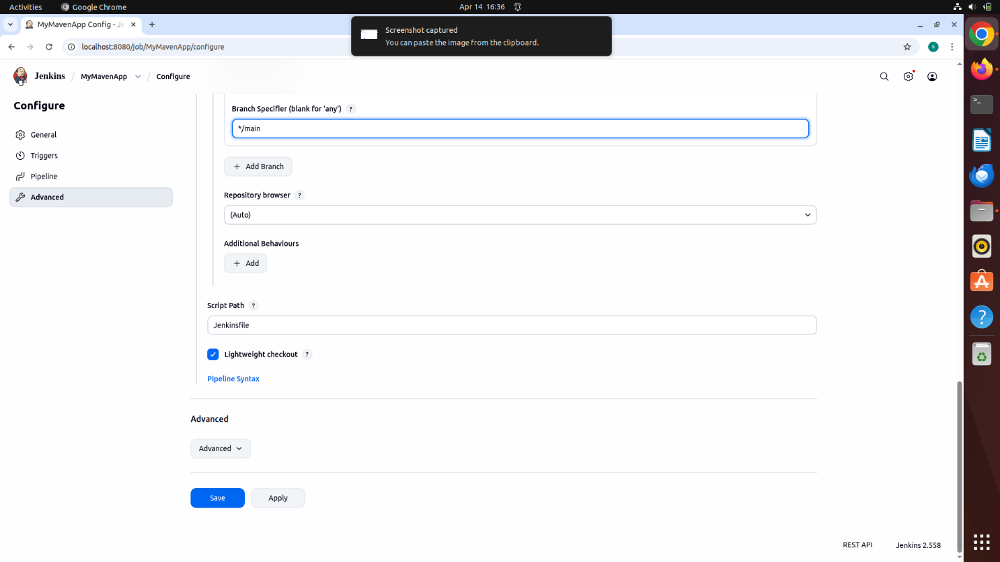 Activities
Google Chrome
Apr 14 16:36
MyMavenApp Config - Je
Screenshot captured
You can paste the image from the clipboard.
localhost:8080/job/MyMavenApp/configure
S
Jenkins / MyMavenApp / Configure
Configure
General
Triggers
Pipeline
Advanced
Branch Specifier (blank for 'any') ?
*/main
+ Add Branch
Repository browser ?
(Auto)
Additional Behaviours
+ Add
Script Path ?
Jenkinsfile
Lightweight checkout ?
Pipeline Syntax
Advanced
Advanced
Save
Apply
REST API
Jenkins 2.558